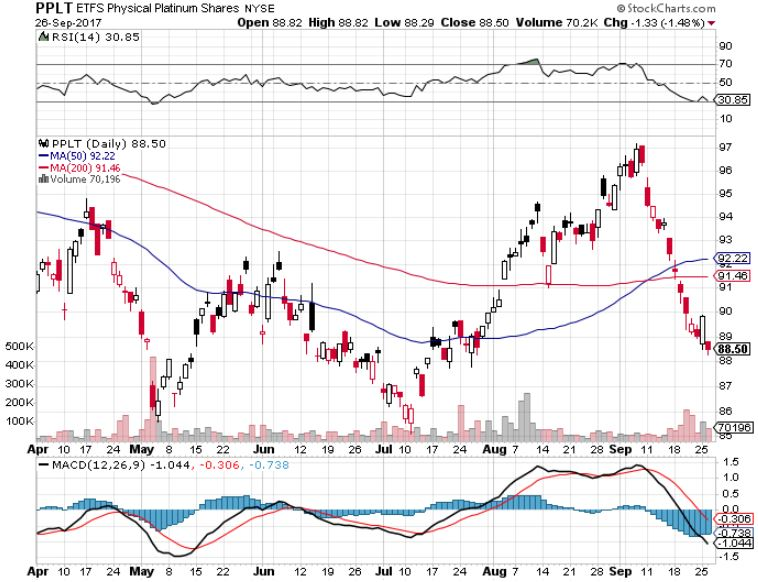 PPLT ETFS Physical Platinum Shares NYSE © StockCharts.com
26-Sep-2017 Open 88.82 High 88.82 Low 88.29 Close 88.50 Volume 70.2K Chg -1.33 (-1.48%)
RSI(14) 30.85
90
70
50
30.85
10
PPLT (Daily) 88.50
MA(50) 92.22
MA(200) 91.46
Volume 70,196
97
96
95
94
93
92
92.22
91.46
90
89
88.50
88
87
86
85
70196
500K
400K
300K
200K
100K
Apr 10 17 24 May 8 15 22 Jun 12 19 26 Jul 10 17 24 Aug 7 14 21 28 Sep 11 18 25
MACD(12,26,9) -1.044, -0.306, -0.738
1.5
1.0
0.5
0.0
-0.306
-0.738
-1.044
-1.5
Apr 10 17 24 May 8 15 22 Jun 12 19 26 Jul 10 17 24 Aug 7 14 21 28 Sep 11 18 25